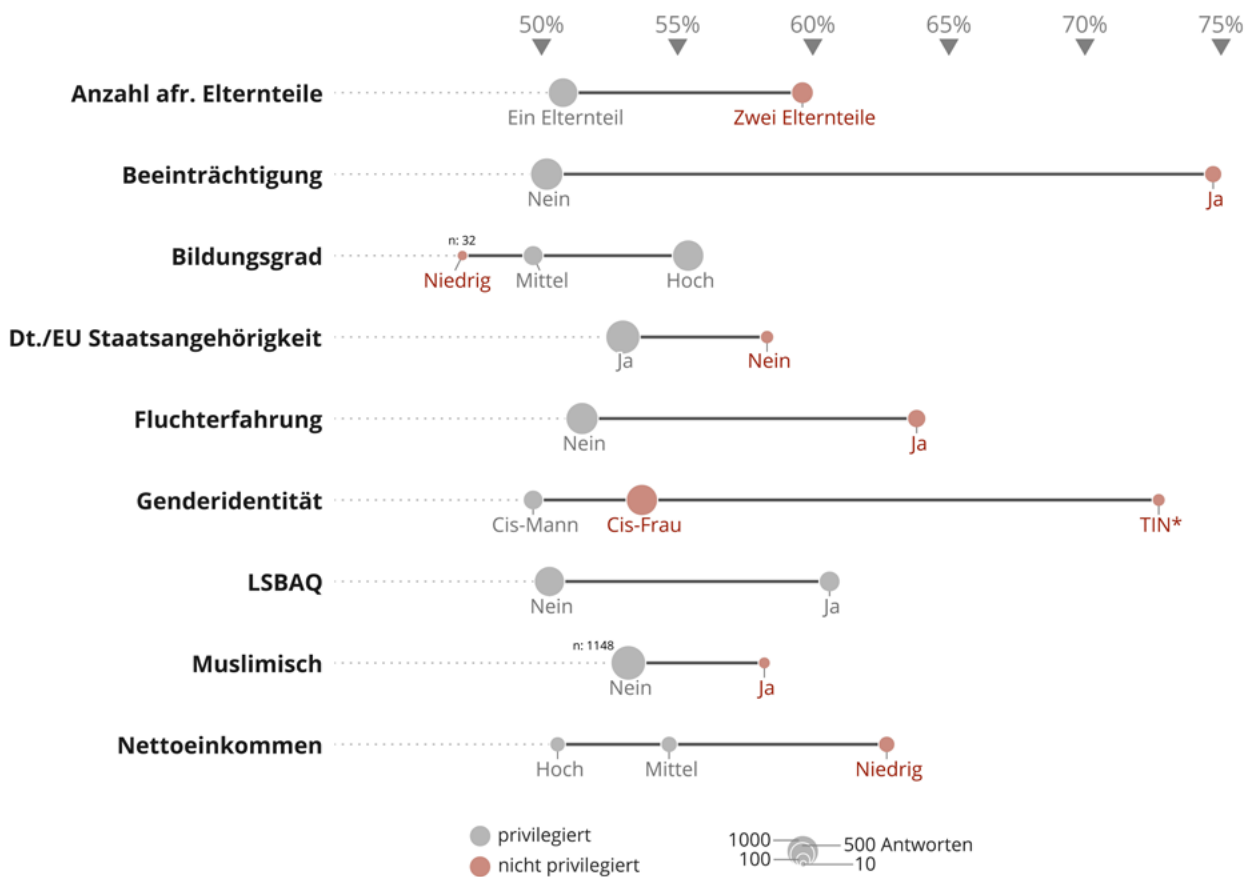 50% 55% 60% 65% 70% 75%
Anzahl afr. Elternteile
Ein Elternteil Zwei Elternteile
Beeinträchtigung
Nein Ja
n: 32
Bildungsgrad
Niedrig Mittel Hoch
Dt./EU Staatsangehörigkeit
Ja Nein
Fluchterfahrung
Nein Ja
Genderidentität
Cis-Mann Cis-Frau TIN*
LSBAQ
Nein Ja
n: 1148
Muslimisch
Nein Ja
Nettoeinkommen
Hoch Mittel Niedrig
privilegiert
nicht privilegiert
1000 500 Antworten
100 10